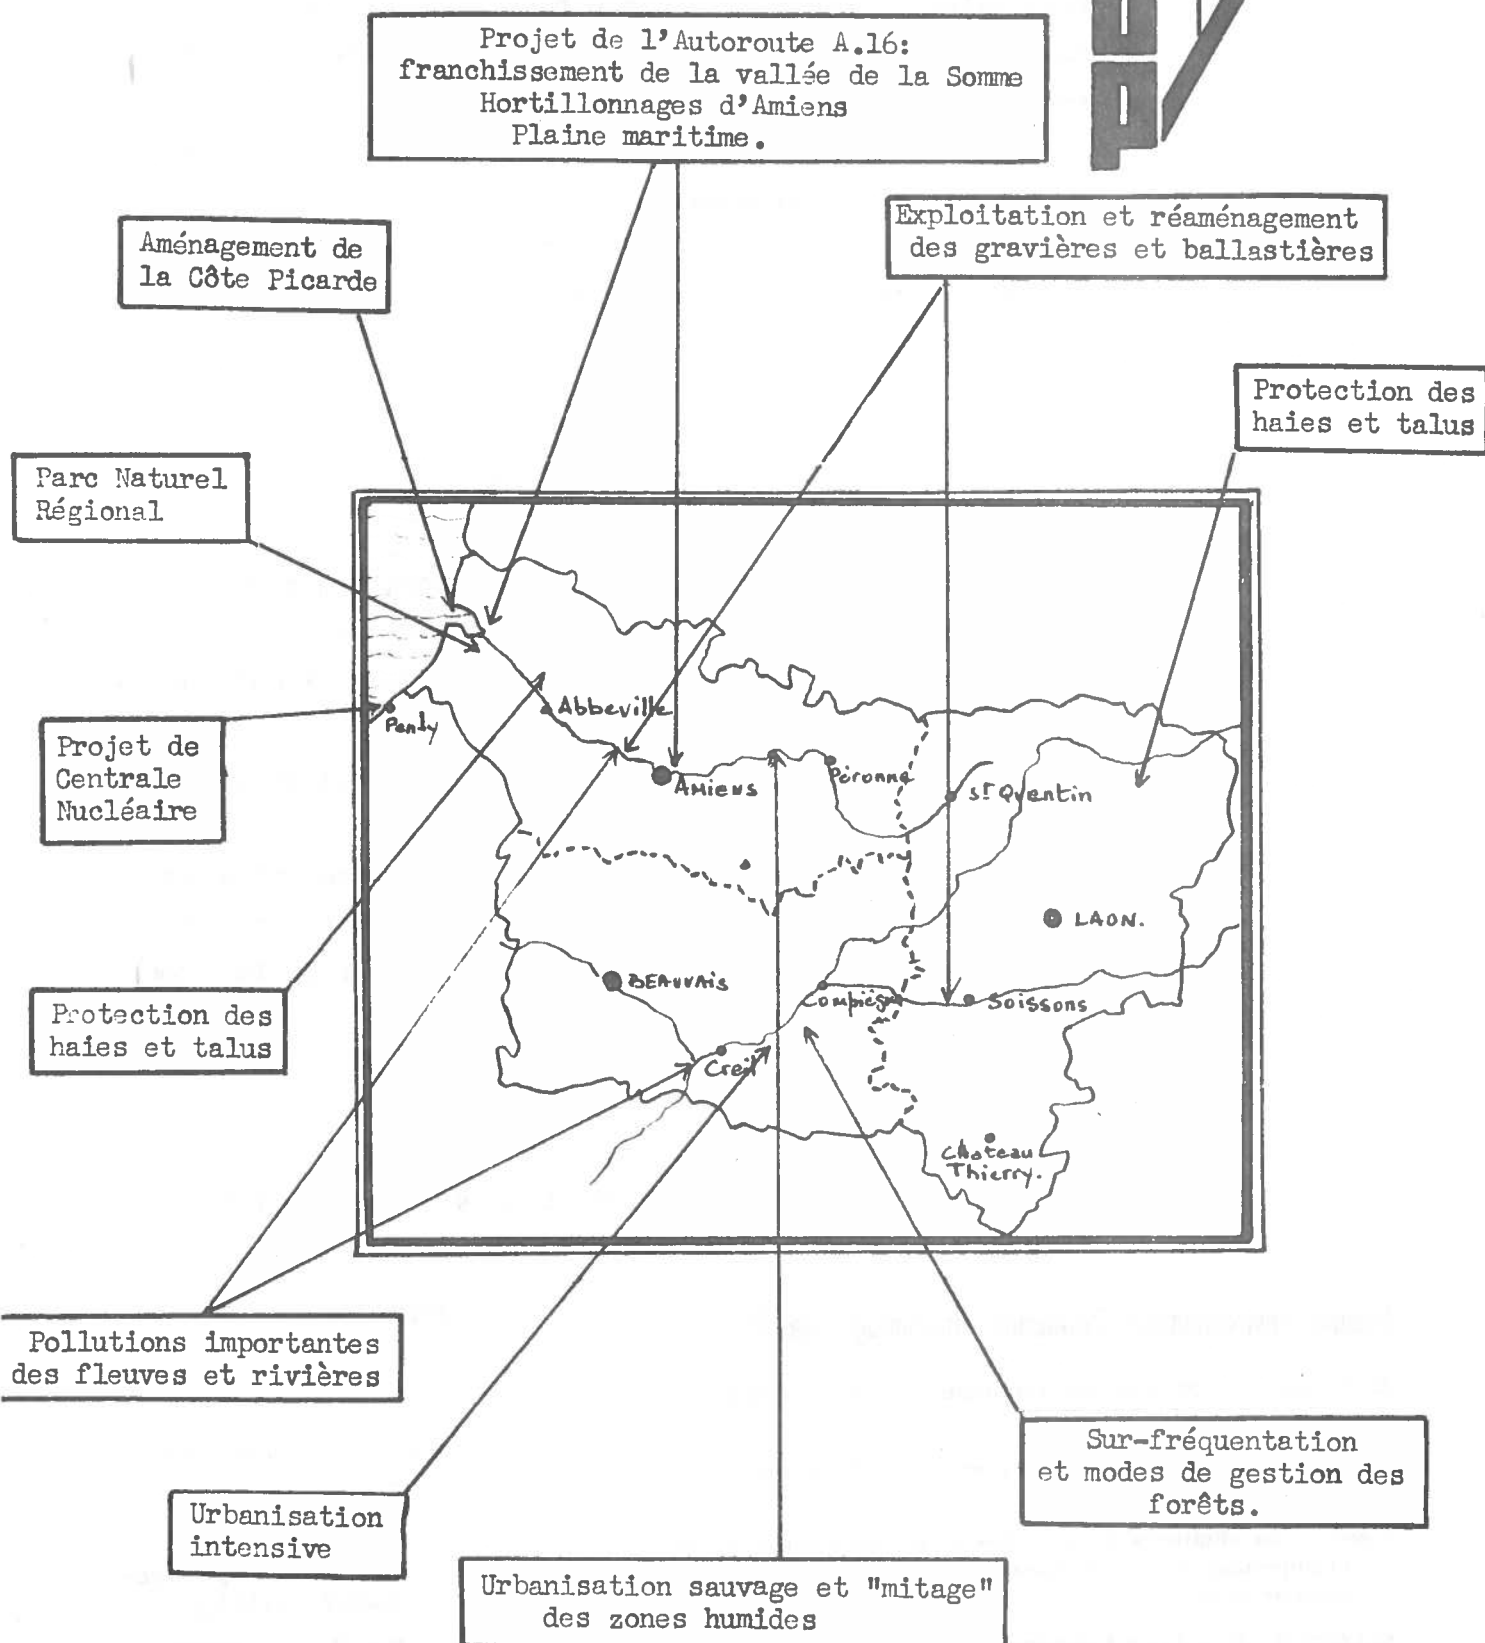 Projet de l'Autoroute A.16:
franchissement de la vallée de la Somme
Hortillonnages d'Amiens
Plaine maritime.
Exploitation et réaménagement
des gravières et ballastières
Aménagement de
la Côte Picarde
Protection des
haies et talus
Parc Naturel
Régional
Projet de
Centrale
Nucléaire
Penly
Abbeville
AMIENS
Péronne
St Quentin
LAON.
BEAUVAIS
Compiègne
Soissons
Creil
Château
Thierry.
Protection des
haies et talus
Pollutions importantes
des fleuves et rivières
Sur-fréquentation
et modes de gestion des
forêts.
Urbanisation
intensive
Urbanisation sauvage et "mitage"
des zones humides